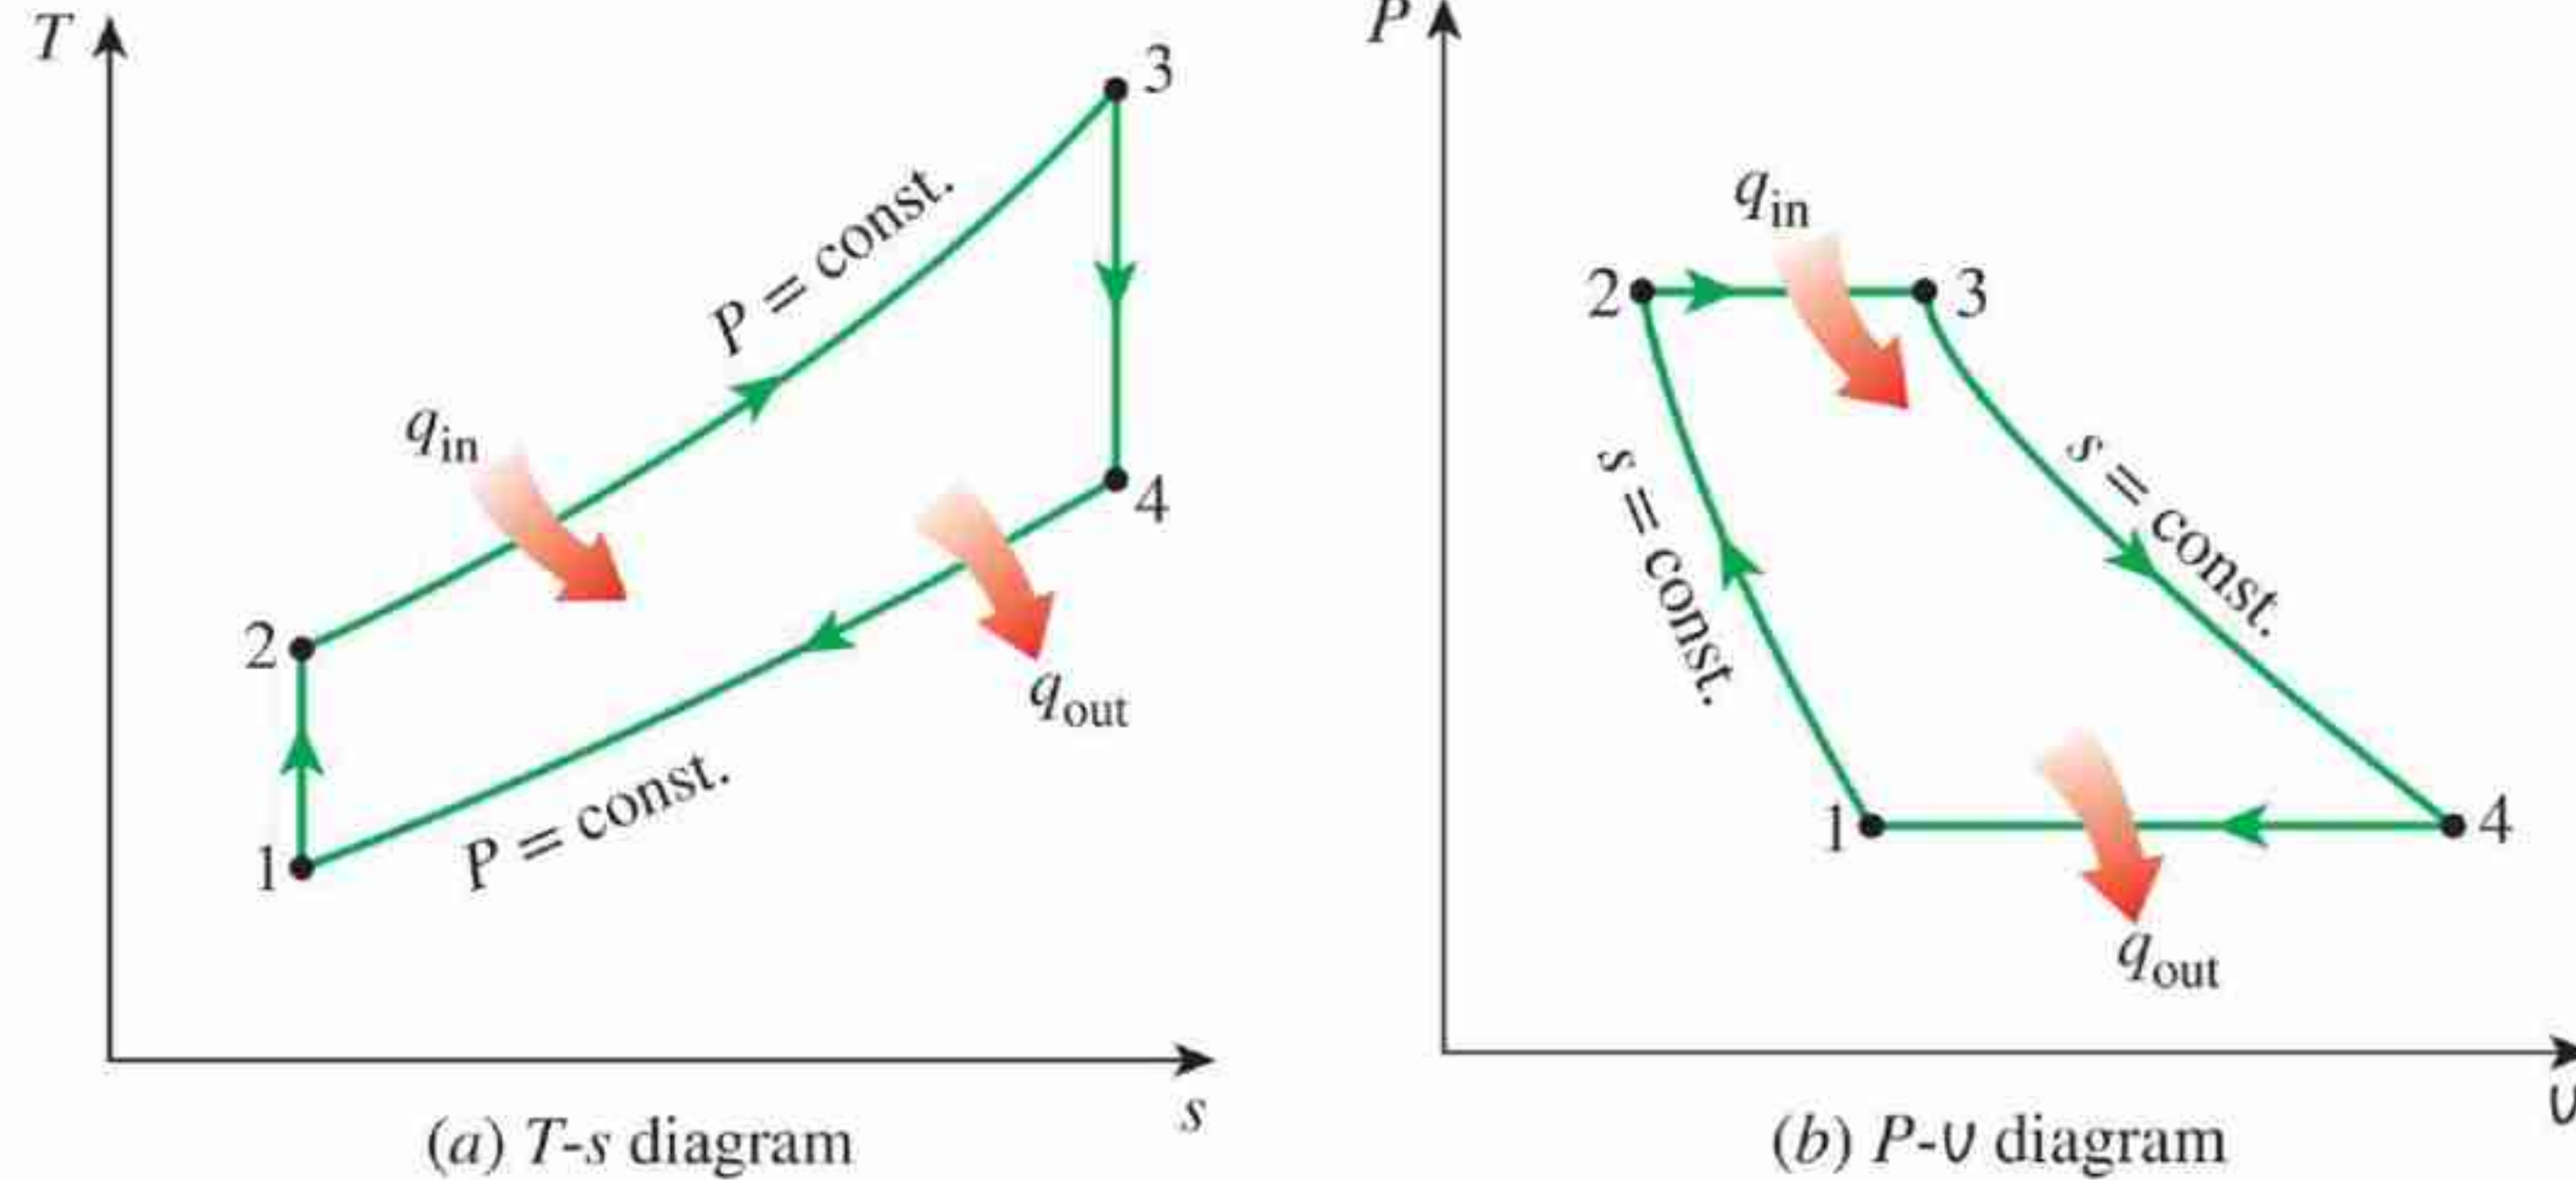 T
3
P = const.
q_in
4
2
q_out
1
P = const.
s
(a) T-s diagram
P
q_in
2
3
s = const.
s = const.
1
4
q_out
υ
(b) P-υ diagram